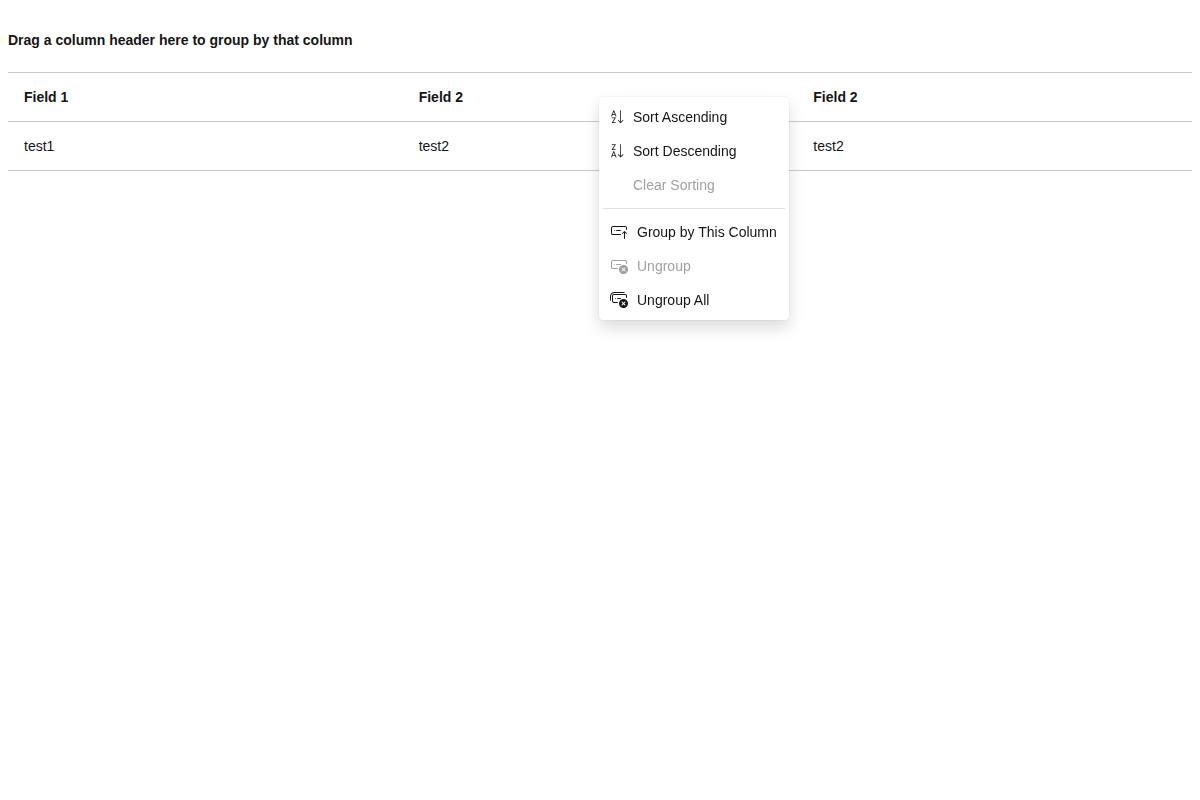 Drag a column header here to group by that column
Field 1 Field 2 Field 2
test1 test2 test2
Sort Ascending
Sort Descending
Clear Sorting
Group by This Column
Ungroup
Ungroup All